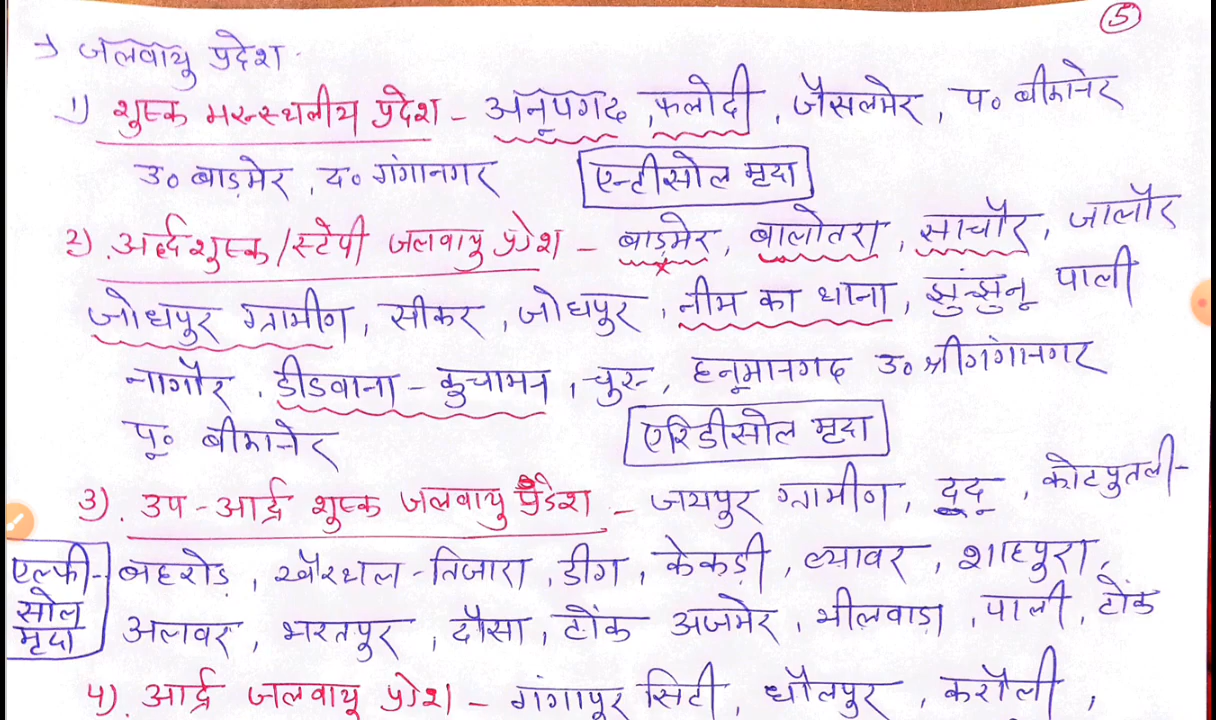 5
→ जलवायु प्रदेश
1) शुष्क मरुस्थलीय प्रदेश - अनूपगढ, फलोदी, जैसलमेर, प० बीकानेर
उ० बाड़मेर, द० गंगानगर एन्टीसोल मृदा
2) अर्द्धशुष्क/स्टेपी जलवायु प्रदेश - बाड़मेर, बालोतरा, साचौर, जालौर
जोधपुर ग्रामीण, सीकर, जोधपुर, नीम का थाना, झुंन्झुनू पाली
नागौर, डीडवाना - कुचामन, चुरू, हनूमानगढ उ० श्रीगंगानगर
पू० बीकानेर एरिडीसोल मृदा
3) उप-आर्द्र शुष्क जलवायु प्रदेश - जयपुर ग्रामीण, दूदू, कोटपुतली-
एल्फी सोल मृदा
बहरोड़, खैरथल-तिजारा, डीग, केकड़ी, ब्यावर, शाहपुरा,
अलवर, भरतपुर, दौसा, टोंक अजमेर, भीलवाड़ा, पाली, टोंक
4) आर्द्र जलवायु प्रदेश - गंगापुर सिटी, धौलपुर, करौली,